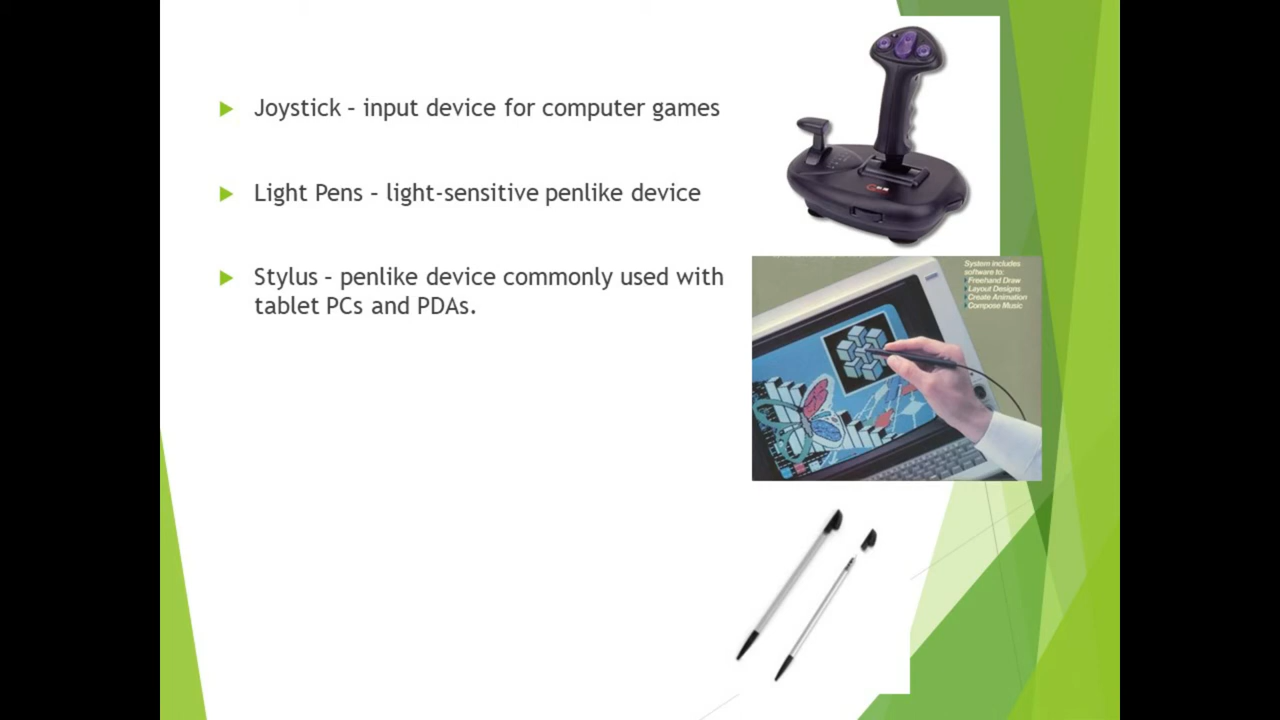 Joystick – input device for computer games
Light Pens – light-sensitive penlike device
Stylus – penlike device commonly used with
tablet PCs and PDAs.
System includes
software to:
Freehand Draw
Layout Designs
Create Animation
Compose Music